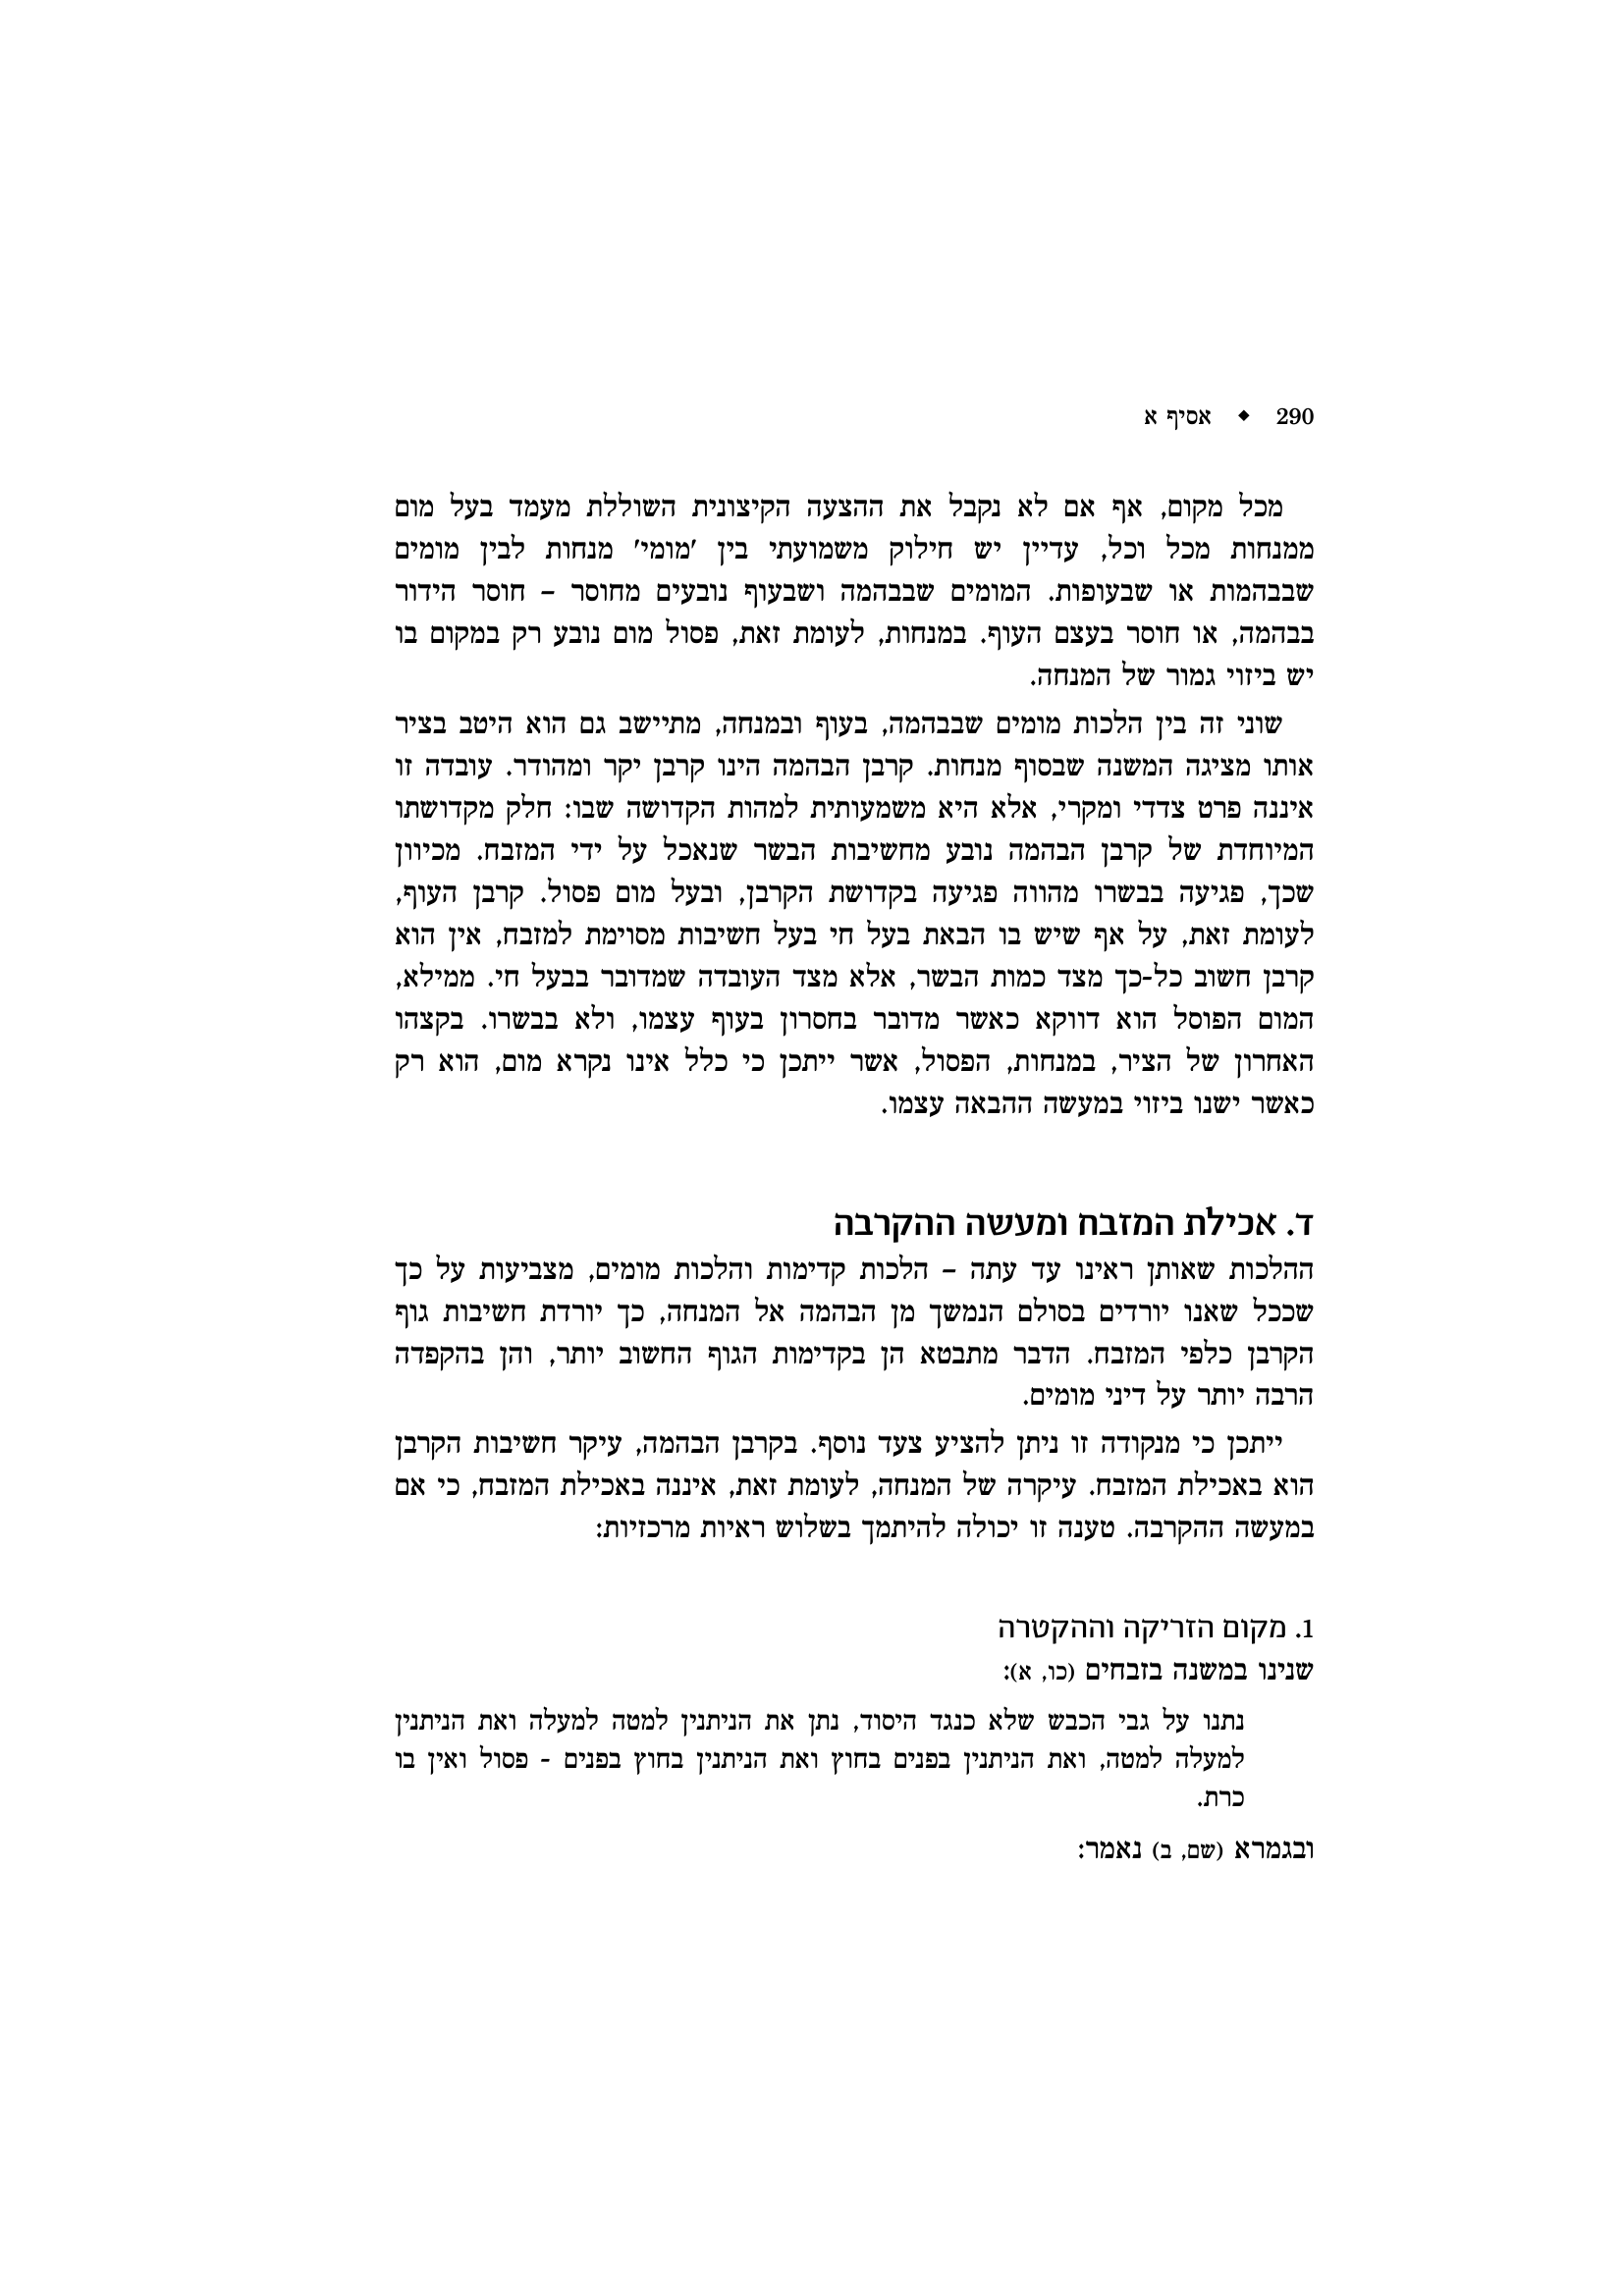 290 ◆ אסיף א
מכל מקום, אף אם לא נקבל את ההצעה הקיצונית השוללת מעמד בעל מום
ממנחות מכל וכל, עדיין יש חילוק משמועתי בין 'מומי' מנחות לבין מומים
שבבהמות או שבעופות. המומים שבבהמה ושבעוף נובעים מחוסר – חוסר הידור
בבהמה, או חוסר בעצם העוף. במנחות, לעומת זאת, פסול מום נובע רק במקום בו
יש ביזוי גמור של המנחה.
שוני זה בין הלכות מומים שבבהמה, בעוף ובמנחה, מתיישב גם הוא היטב בציר
אותו מציגה המשנה שבסוף מנחות. קרבן הבהמה הינו קרבן יקר ומהודר. עובדה זו
איננה פרט צדדי ומקרי, אלא היא משמעותית למהות הקדושה שבו: חלק מקדושתו
המיוחדת של קרבן הבהמה נובע מחשיבות הבשר שנאכל על ידי המזבח. מכיוון
שכך, פגיעה בבשרו מהווה פגיעה בקדושת הקרבן, ובעל מום פסול. קרבן העוף,
לעומת זאת, על אף שיש בו הבאת בעל חי בעל חשיבות מסוימת למזבח, אין הוא
קרבן חשוב כל-כך מצד כמות הבשר, אלא מצד העובדה שמדובר בבעל חי. ממילא,
המום הפוסל הוא דווקא כאשר מדובר בחסרון בעוף עצמו, ולא בבשרו. בקצהו
האחרון של הציר, במנחות, הפסול, אשר ייתכן כי כלל אינו נקרא מום, הוא רק
כאשר ישנו ביזוי במעשה ההבאה עצמו.
ד. אכילת המזבח ומעשה ההקרבה
ההלכות שאותן ראינו עד עתה – הלכות קדימות והלכות מומים, מצביעות על כך
שככל שאנו יורדים בסולם הנמשך מן הבהמה אל המנחה, כך יורדת חשיבות גוף
הקרבן כלפי המזבח. הדבר מתבטא הן בקדימות הגוף החשוב יותר, והן בהקפדה
הרבה יותר על דיני מומים.
ייתכן כי מנקודה זו ניתן להציע צעד נוסף. בקרבן הבהמה, עיקר חשיבות הקרבן
הוא באכילת המזבח. עיקרה של המנחה, לעומת זאת, איננה באכילת המזבח, כי אם
במעשה ההקרבה. טענה זו יכולה להיתמך בשלוש ראיות מרכזיות:
1. מקום הזריקה וההקטרה
שנינו במשנה בזבחים (כו, א):
נתנו על גבי הכבש שלא כנגד היסוד, נתן את הניתנין למטה למעלה ואת הניתנין
למעלה למטה, ואת הניתנין בפנים בחוץ ואת הניתנין בחוץ בפנים - פסול ואין בו
כרת.
ובגמרא (שם, ב) נאמר: